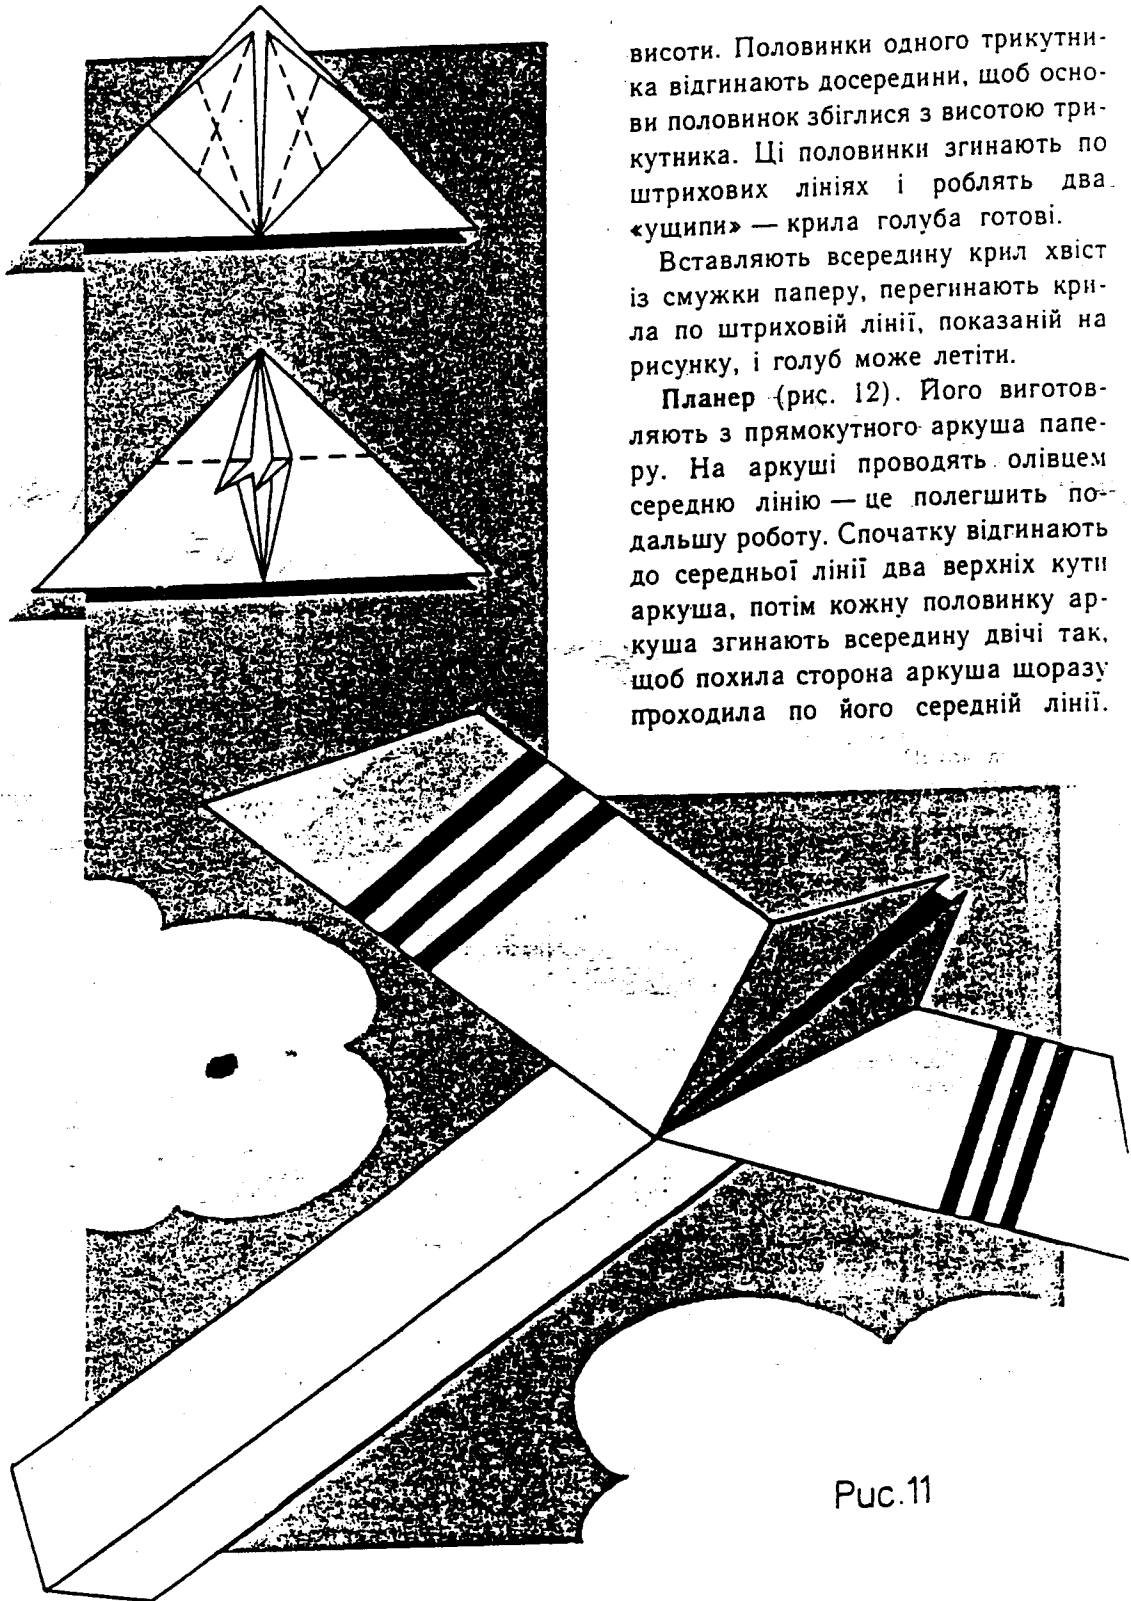 висоти. Половинки одного трикутни-
ка відгинають досередини, щоб осно-
ви половинок збіглися з висотою три-
кутника. Ці половинки згинають по
штрихових лініях і роблять два
«ущипи» — крила голуба готові.
Вставляють всередину крил хвіст
із смужки паперу, перегинають кри-
ла по штриховій лінії, показаній на
рисунку, і голуб може летіти.
Планер (рис. 12). Його виготов-
ляють з прямокутного аркуша папе-
ру. На аркуші проводять олівцем
середню лінію — це полегшить по-
дальшу роботу. Спочатку відгинають
до середньої лінії два верхніх кути
аркуша, потім кожну половинку ар-
куша згинають всередину двічі так,
щоб похила сторона аркуша щоразу
проходила по його середній лінії.
Рис.11